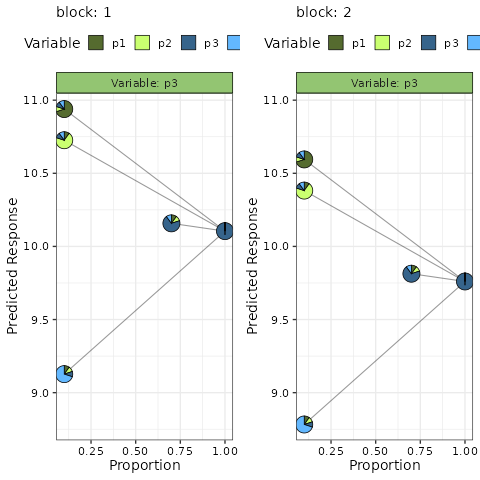 block: 1
Variable p1 p2 p3
Variable: p3
11.0
10.5
10.0
9.5
9.0
Predicted Response
0.25 0.50 0.75 1.00
Proportion
block: 2
Variable p1 p2 p3
Variable: p3
11.0
10.5
10.0
9.5
9.0
Predicted Response
0.25 0.50 0.75 1.00
Proportion